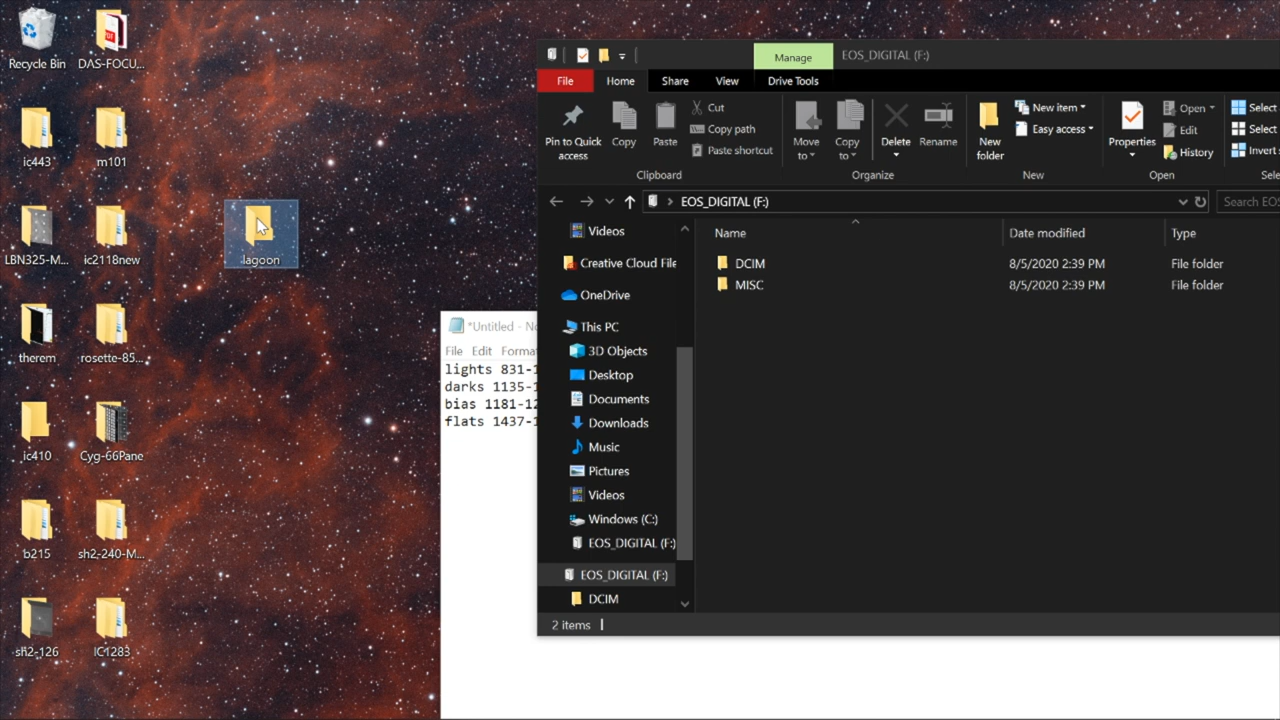 Recycle Bin
DAS-FOCU...
ic443
m101
LBN325-M...
ic2118new
lagoon
therem
rosette-85...
ic410
Cyg-66Pane
b215
sh2-240-M...
sh2-126
IC1283
*Untitled - No
File Edit Forma
lights 831-1
darks 1135-1
bias 1181-12
flats 1437-1
Manage
EOS_DIGITAL (F:)
File Home Share View Drive Tools
Pin to Quick access
Copy
Paste
Cut
Copy path
Paste shortcut
Clipboard
Move to
Copy to
Delete
Rename
Organize
New folder
New item
Easy access
New
Properties
Open
Edit
History
Open
Select
Select
Invert s
Sele
EOS_DIGITAL (F:)
Search EOS
Name Date modified Type
DCIM 8/5/2020 2:39 PM File folder
MISC 8/5/2020 2:39 PM File folder
Videos
Creative Cloud File
OneDrive
This PC
3D Objects
Desktop
Documents
Downloads
Music
Pictures
Videos
Windows (C:)
EOS_DIGITAL (F:)
EOS_DIGITAL (F:)
DCIM
2 items